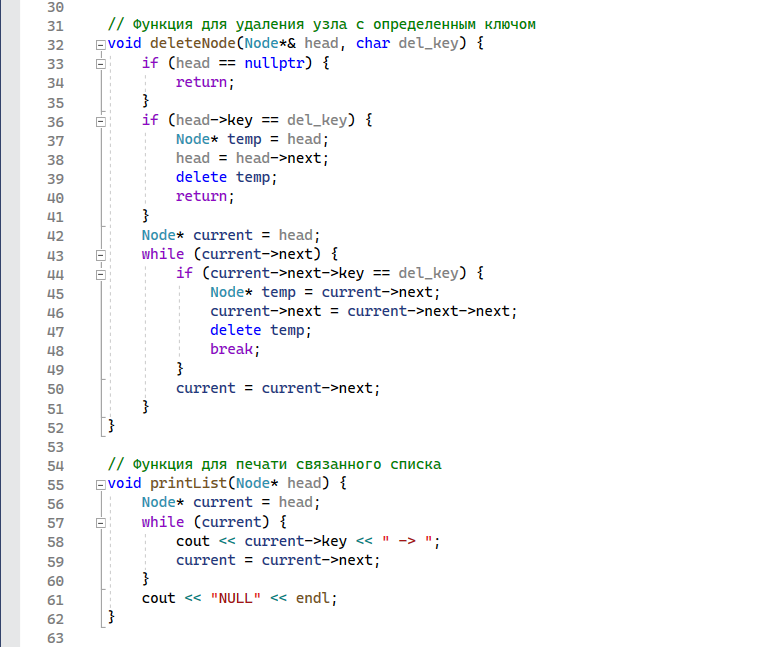 30
31 // Функция для удаления узла с определенным ключом
32 void deleteNode(Node*& head, char del_key) {
33 if (head == nullptr) {
34 return;
35 }
36 if (head->key == del_key) {
37 Node* temp = head;
38 head = head->next;
39 delete temp;
40 return;
41 }
42 Node* current = head;
43 while (current->next) {
44 if (current->next->key == del_key) {
45 Node* temp = current->next;
46 current->next = current->next->next;
47 delete temp;
48 break;
49 }
50 current = current->next;
51 }
52 }
53
54 // Функция для печати связанного списка
55 void printList(Node* head) {
56 Node* current = head;
57 while (current) {
58 cout << current->key << " -> ";
59 current = current->next;
60 }
61 cout << "NULL" << endl;
62 }
63